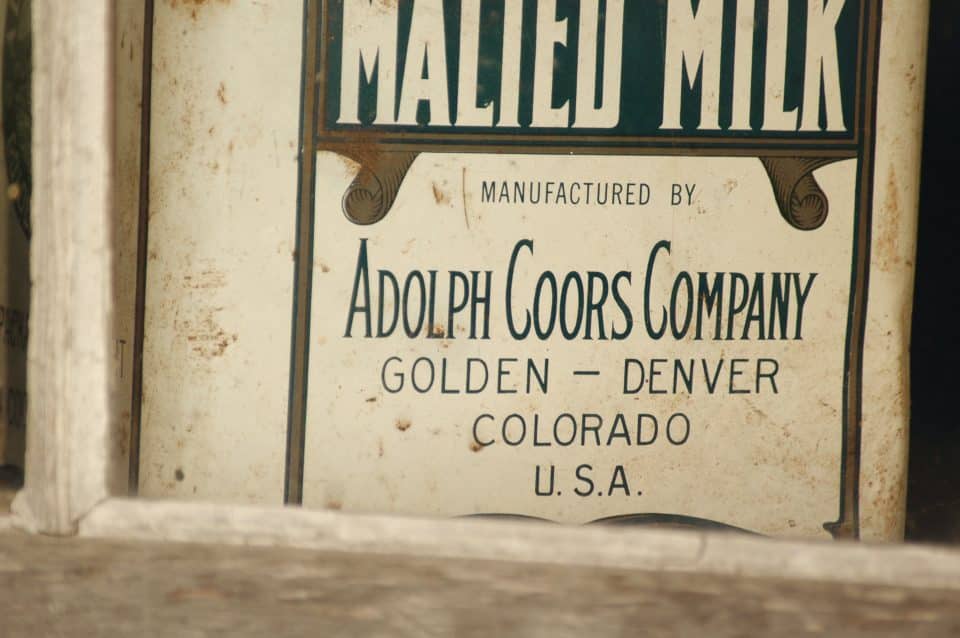 MALTED MILK
MANUFACTURED BY
ADOLPH COORS COMPANY
GOLDEN — DENVER
COLORADO
U.S.A.